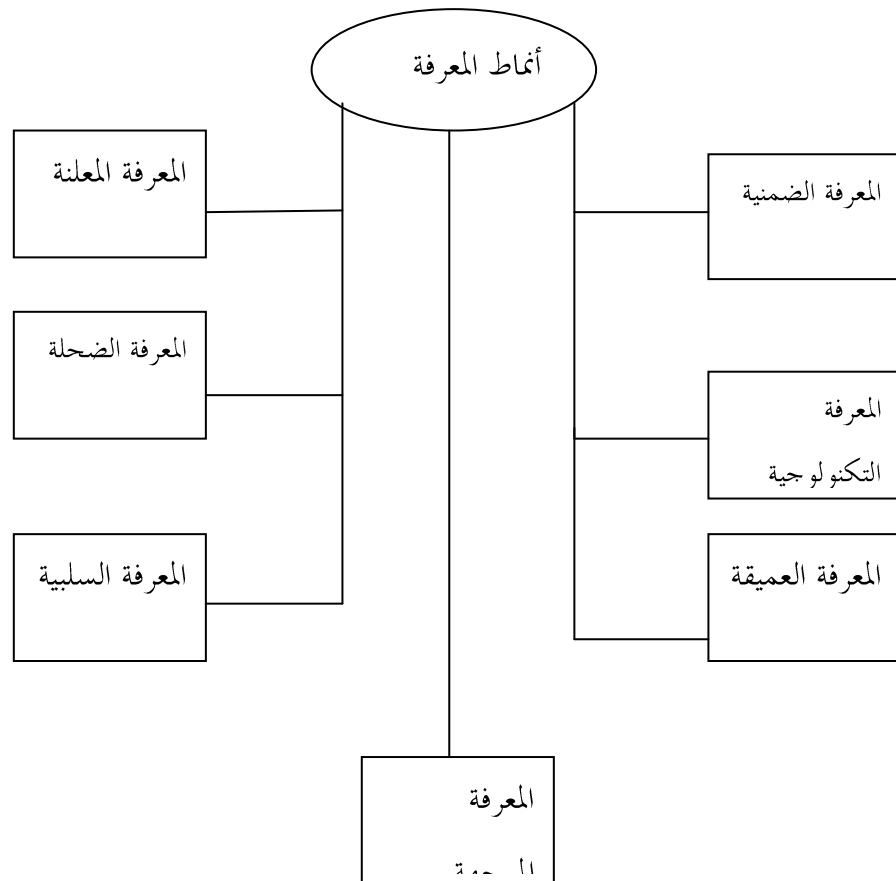 أنماط المعرفة
المعرفة الضمنية
المعرفة المعلنة
المعرفة
التكنولوجية
المعرفة الضحلة
المعرفة العميقة
المعرفة السلبية
المعرفة